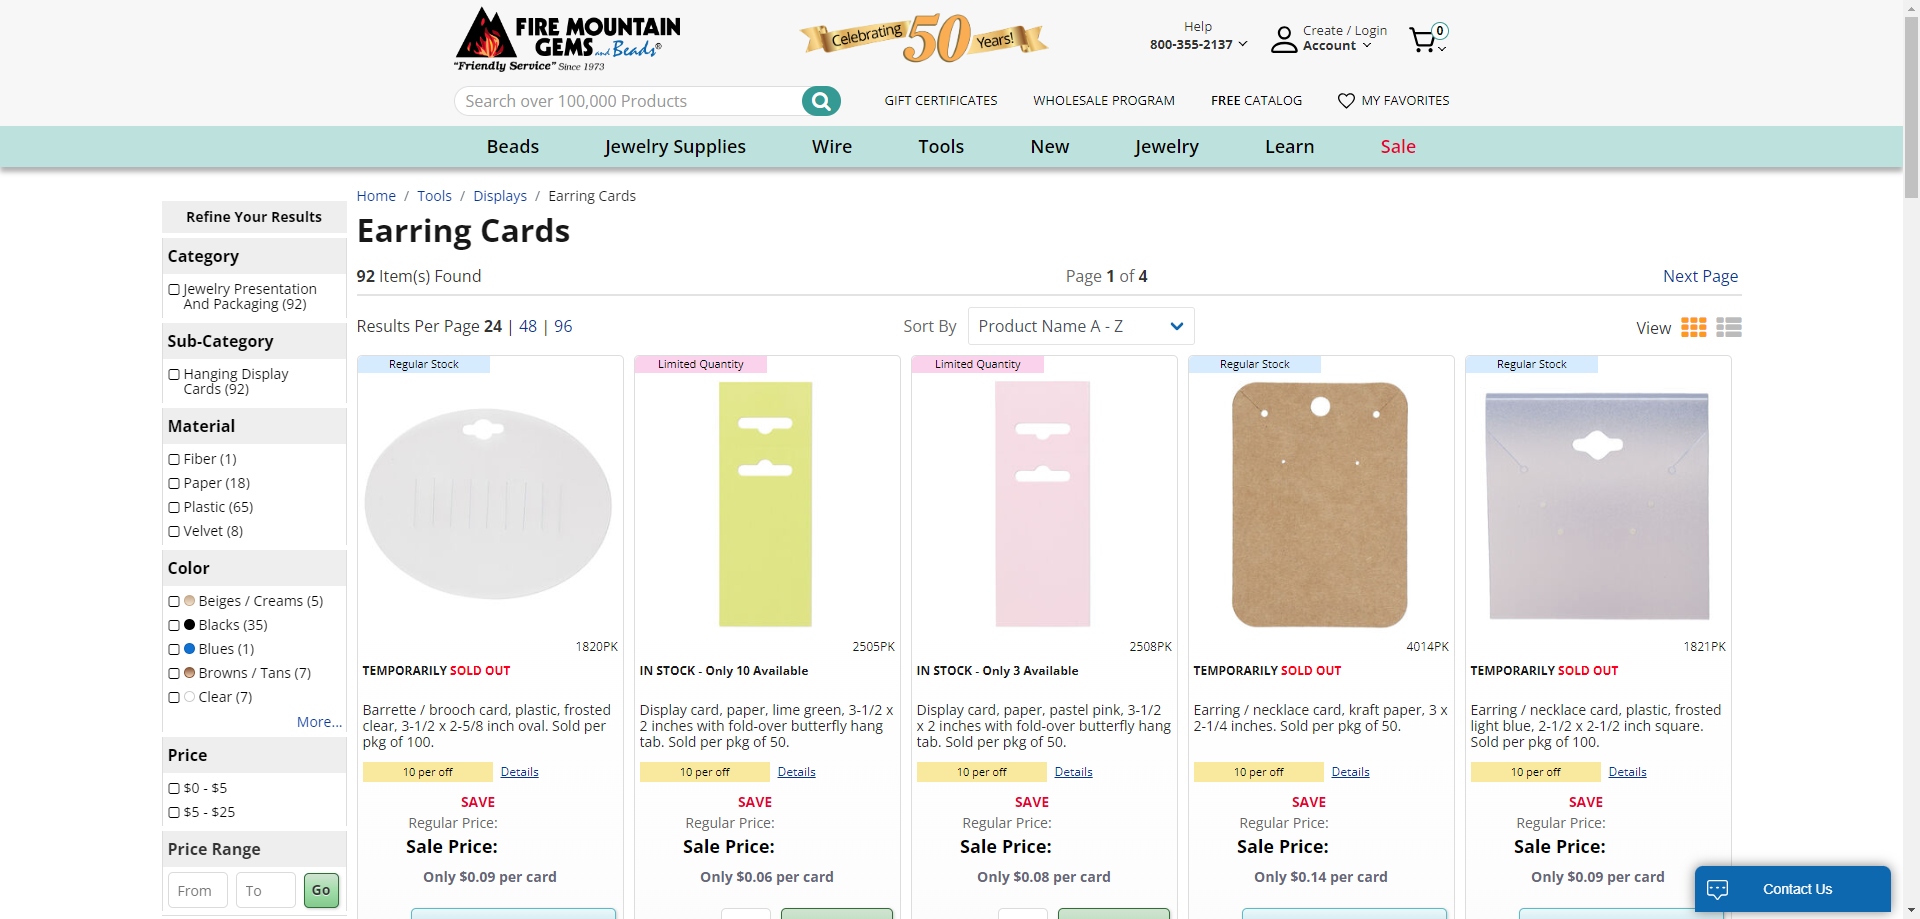 FIRE MOUNTAIN
GEMS and Beads®
"Friendly Service" Since 1973
Celebrating 50 Years!
Help
800-355-2137
Create / Login
Account
0
Search over 100,000 Products
GIFT CERTIFICATES
WHOLESALE PROGRAM
FREE CATALOG
MY FAVORITES
Beads
Jewelry Supplies
Wire
Tools
New
Jewelry
Learn
Sale
Home / Tools / Displays / Earring Cards
Earring Cards
92 Item(s) Found
Page 1 of 4
Next Page
Results Per Page 24 | 48 | 96
Sort By
Product Name A - Z
View
Refine Your Results
Category
Jewelry Presentation
And Packaging (92)
Sub-Category
Hanging Display
Cards (92)
Material
Fiber (1)
Paper (18)
Plastic (65)
Velvet (8)
Color
Beiges / Creams (5)
Blacks (35)
Blues (1)
Browns / Tans (7)
Clear (7)
More...
Price
$0 - $5
$5 - $25
Price Range
From
To
Go
Regular Stock
1820PK
TEMPORARILY SOLD OUT
Barrette / brooch card, plastic, frosted
clear, 3-1/2 x 2-5/8 inch oval. Sold per
pkg of 100.
10 per off
Details
SAVE
Regular Price:
Sale Price:
Only $0.09 per card
Limited Quantity
2505PK
IN STOCK - Only 10 Available
Display card, paper, lime green, 3-1/2 x
2 inches with fold-over butterfly hang
tab. Sold per pkg of 50.
10 per off
Details
SAVE
Regular Price:
Sale Price:
Only $0.06 per card
Limited Quantity
2508PK
IN STOCK - Only 3 Available
Display card, paper, pastel pink, 3-1/2
x 2 inches with fold-over butterfly hang
tab. Sold per pkg of 50.
10 per off
Details
SAVE
Regular Price:
Sale Price:
Only $0.08 per card
Regular Stock
4014PK
TEMPORARILY SOLD OUT
Earring / necklace card, kraft paper, 3 x
2-1/4 inches. Sold per pkg of 50.
10 per off
Details
SAVE
Regular Price:
Sale Price:
Only $0.14 per card
Regular Stock
1821PK
TEMPORARILY SOLD OUT
Earring / necklace card, plastic, frosted
light blue, 2-1/2 x 2-1/2 inch square.
Sold per pkg of 100.
10 per off
Details
SAVE
Regular Price:
Sale Price:
Only $0.09 per card
Contact Us